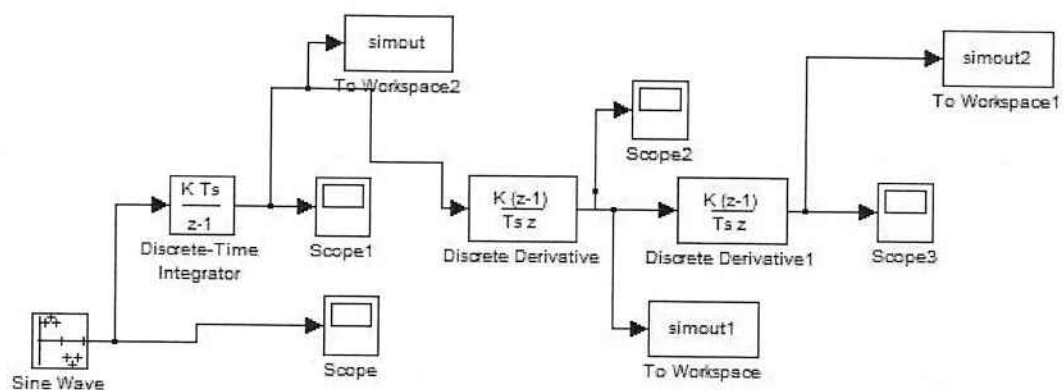 simout
To Workspace2
simout2
To Workspace1
Scope2
K Ts
z-1
Discrete-Time
Integrator
Scope1
K (z-1)
Ts z
Discrete Derivative
K (z-1)
Ts z
Discrete Derivative1
Scope3
simout1
To Workspace
Scope
Sine Wave